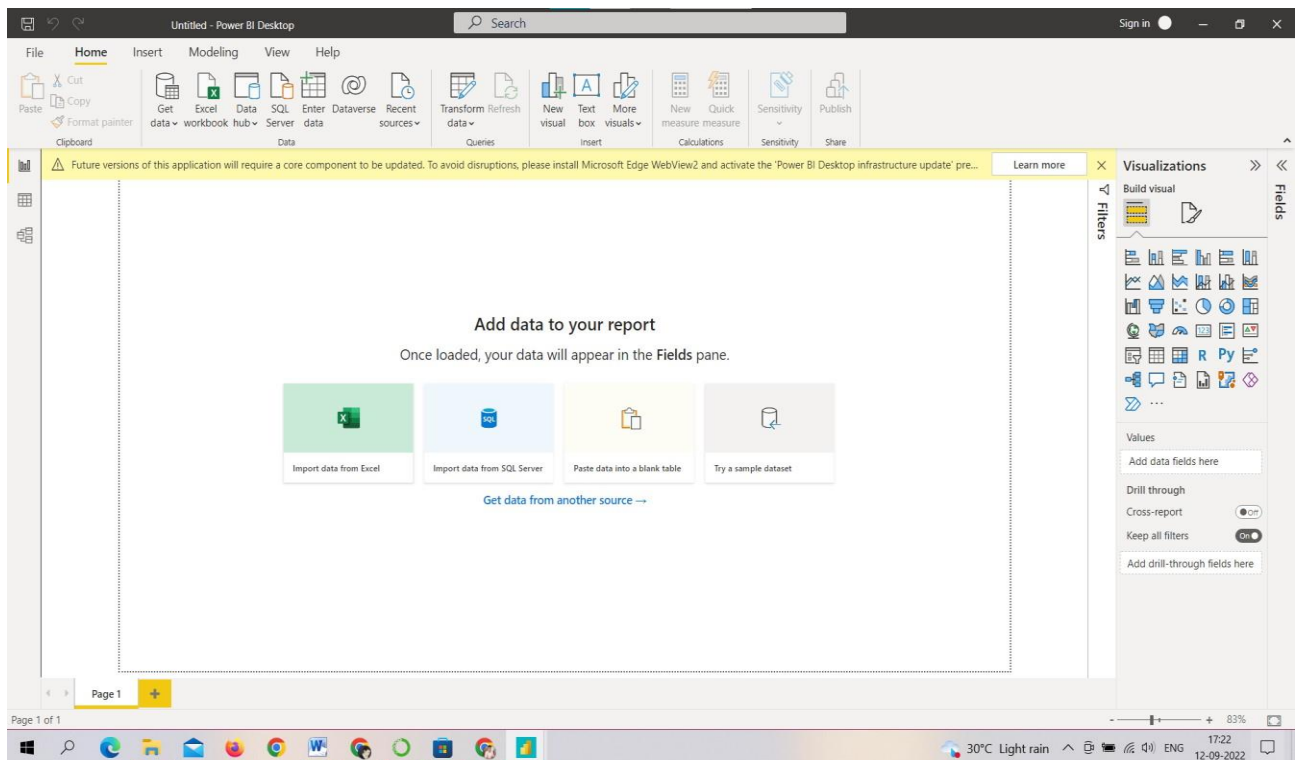 Untitled - Power BI Desktop
Search
Sign in
File Home Insert Modeling View Help
Paste
Cut
Copy
Format painter
Clipboard
Get data
Excel workbook
Data hub
SQL Server
Enter data
Dataverse
Recent sources
Data
Transform data
Refresh
Queries
New visual
Text box
More visuals
Insert
New measure
Quick measure
Calculations
Sensitivity
Sensitivity
Publish
Share
Future versions of this application will require a core component to be updated. To avoid disruptions, please install Microsoft Edge WebView2 and activate the 'Power BI Desktop infrastructure update' pre...
Learn more
Filters
Visualizations
Build visual
Fields
123
R Py
Values
Add data fields here
Drill through
Cross-report
Off
Keep all filters
On
Add drill-through fields here
Add data to your report
Once loaded, your data will appear in the Fields pane.
SQL
Import data from Excel
Import data from SQL Server
Paste data into a blank table
Try a sample dataset
Get data from another source →
Page 1
Page 1 of 1
83%
30°C Light rain
ENG
17:22
12-09-2022